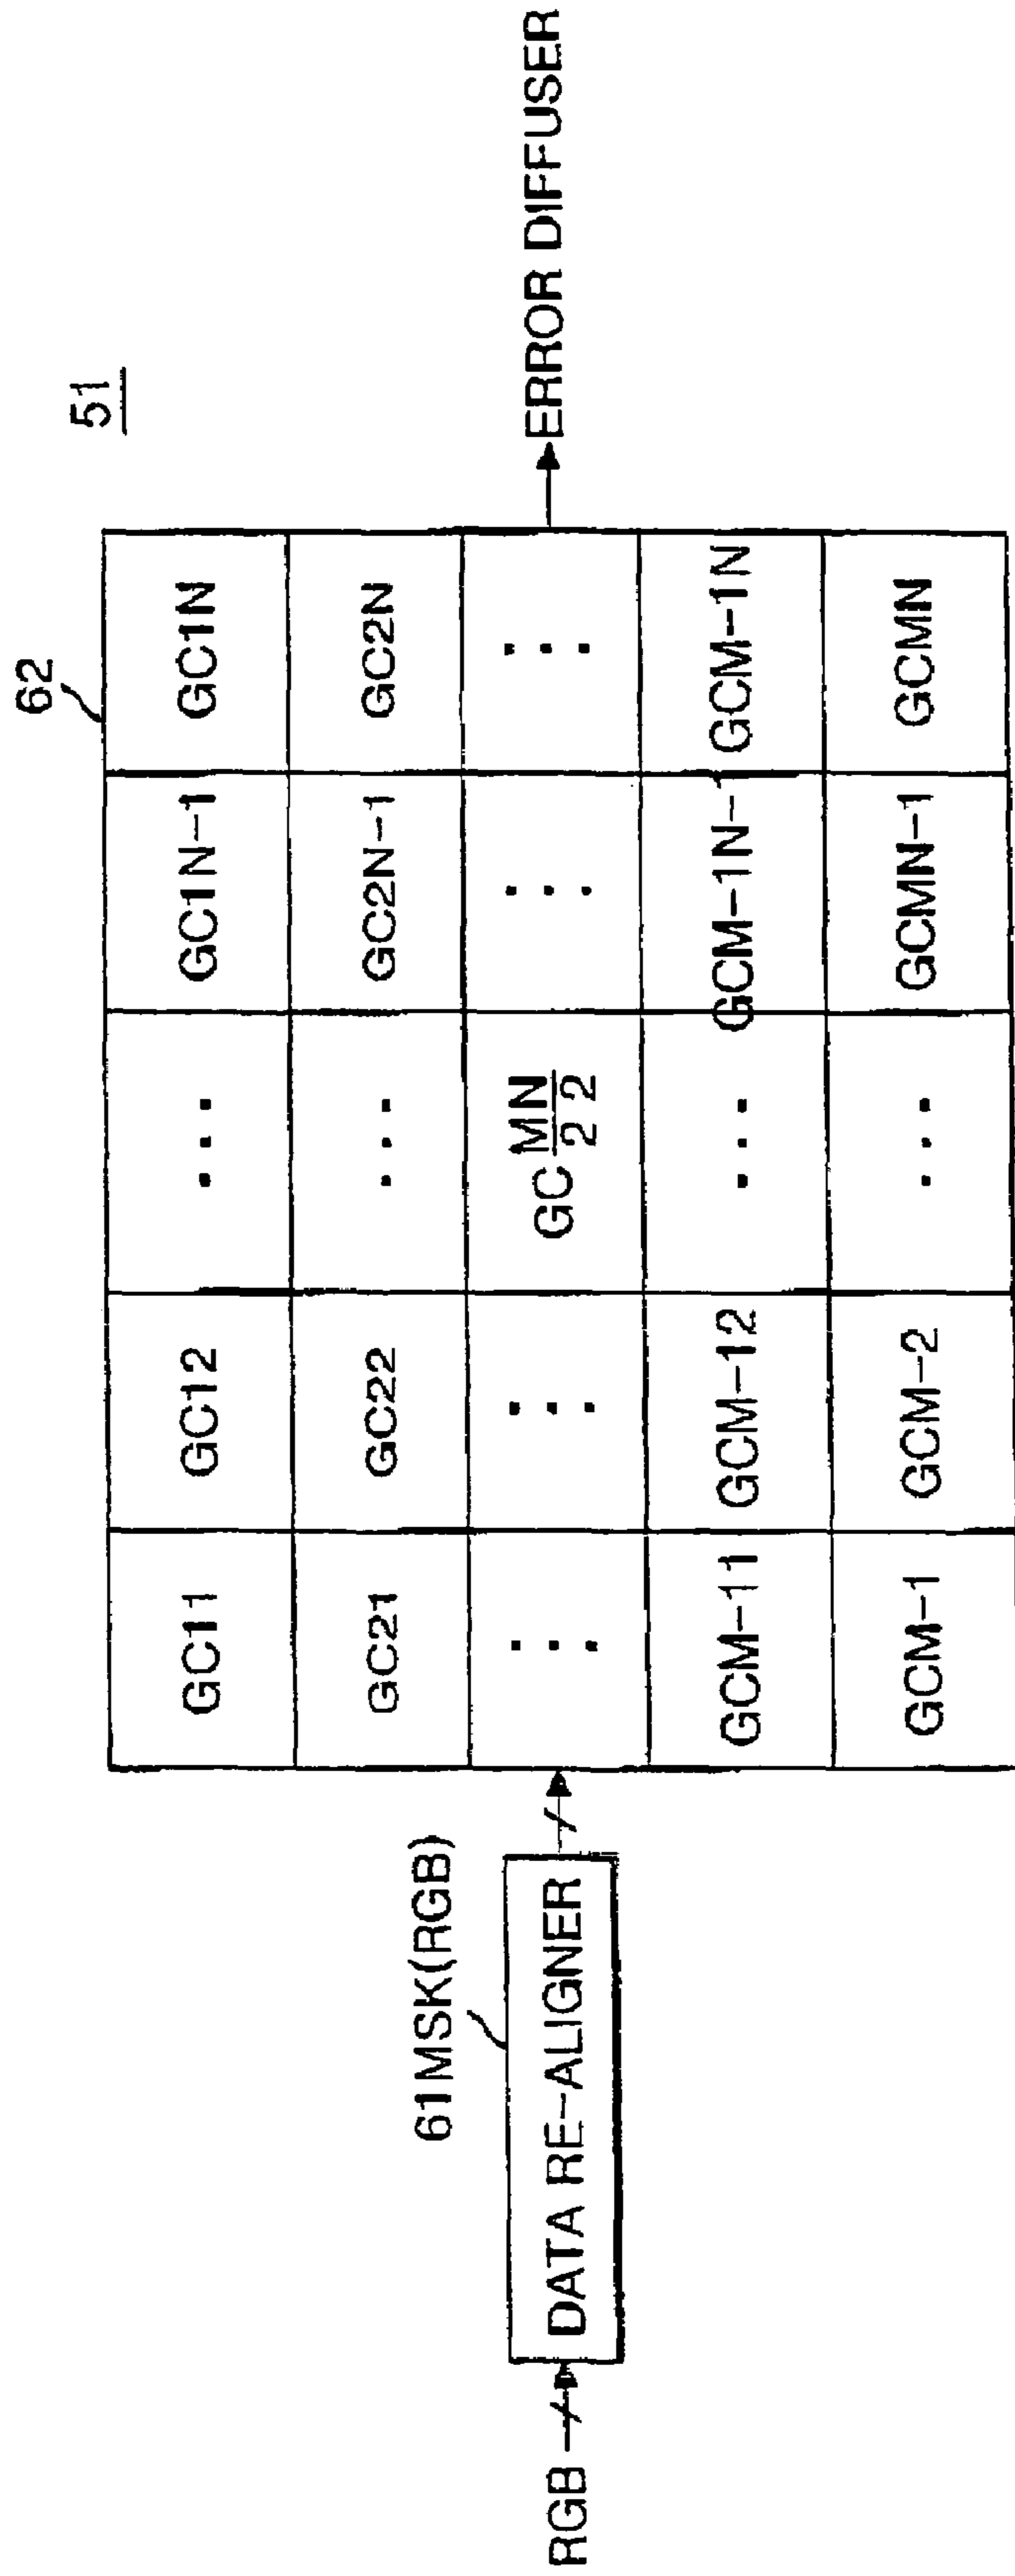 51
62
GC11 GC12 ... GC1N-1 GC1N
GC21 GC22 ... GC2N-1 GC2N
... ... GC MN/2 2 ... ...
GCM-11 GCM-12 ... GCM-1N-1 GCM-1N
GCM-1 GCM-2 ... GCMN-1 GCMN
61MSK(RGB)
RGB
DATA RE-ALIGNER
ERROR DIFFUSER